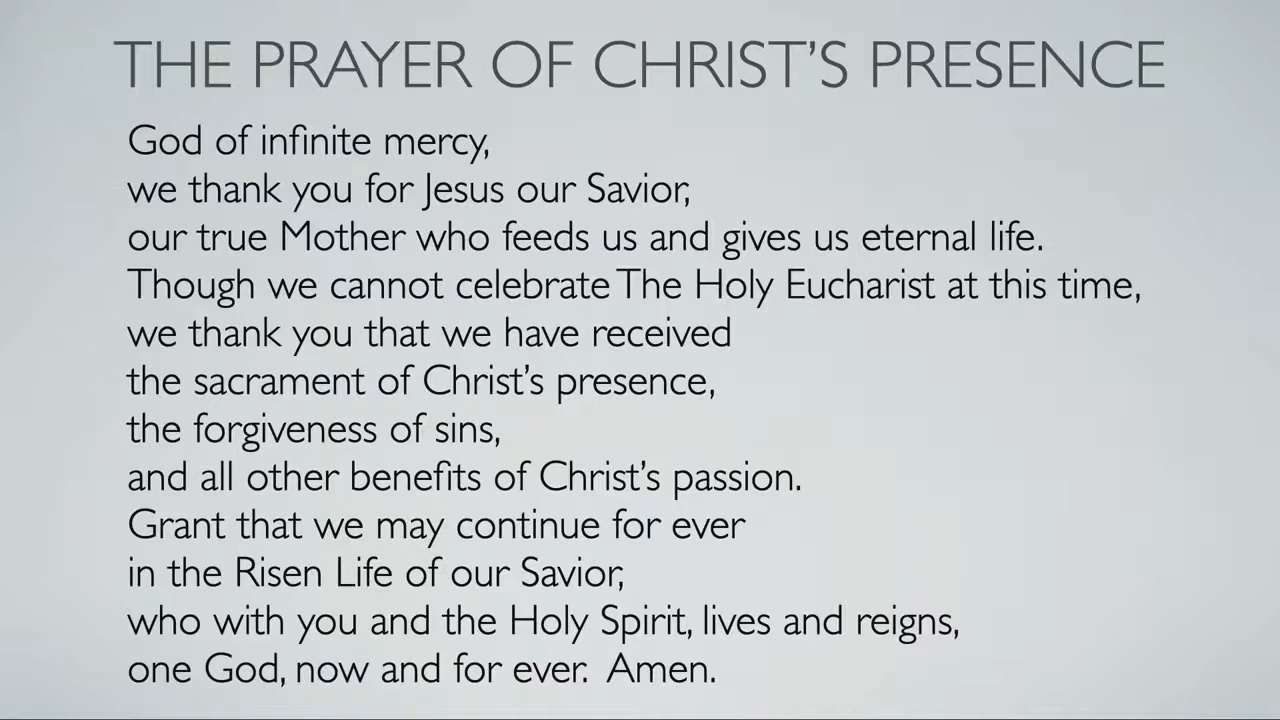 THE PRAYER OF CHRIST’S PRESENCE
God of infinite mercy,
we thank you for Jesus our Savior,
our true Mother who feeds us and gives us eternal life.
Though we cannot celebrate The Holy Eucharist at this time,
we thank you that we have received
the sacrament of Christ’s presence,
the forgiveness of sins,
and all other benefits of Christ’s passion.
Grant that we may continue for ever
in the Risen Life of our Savior,
who with you and the Holy Spirit, lives and reigns,
one God, now and for ever.  Amen.